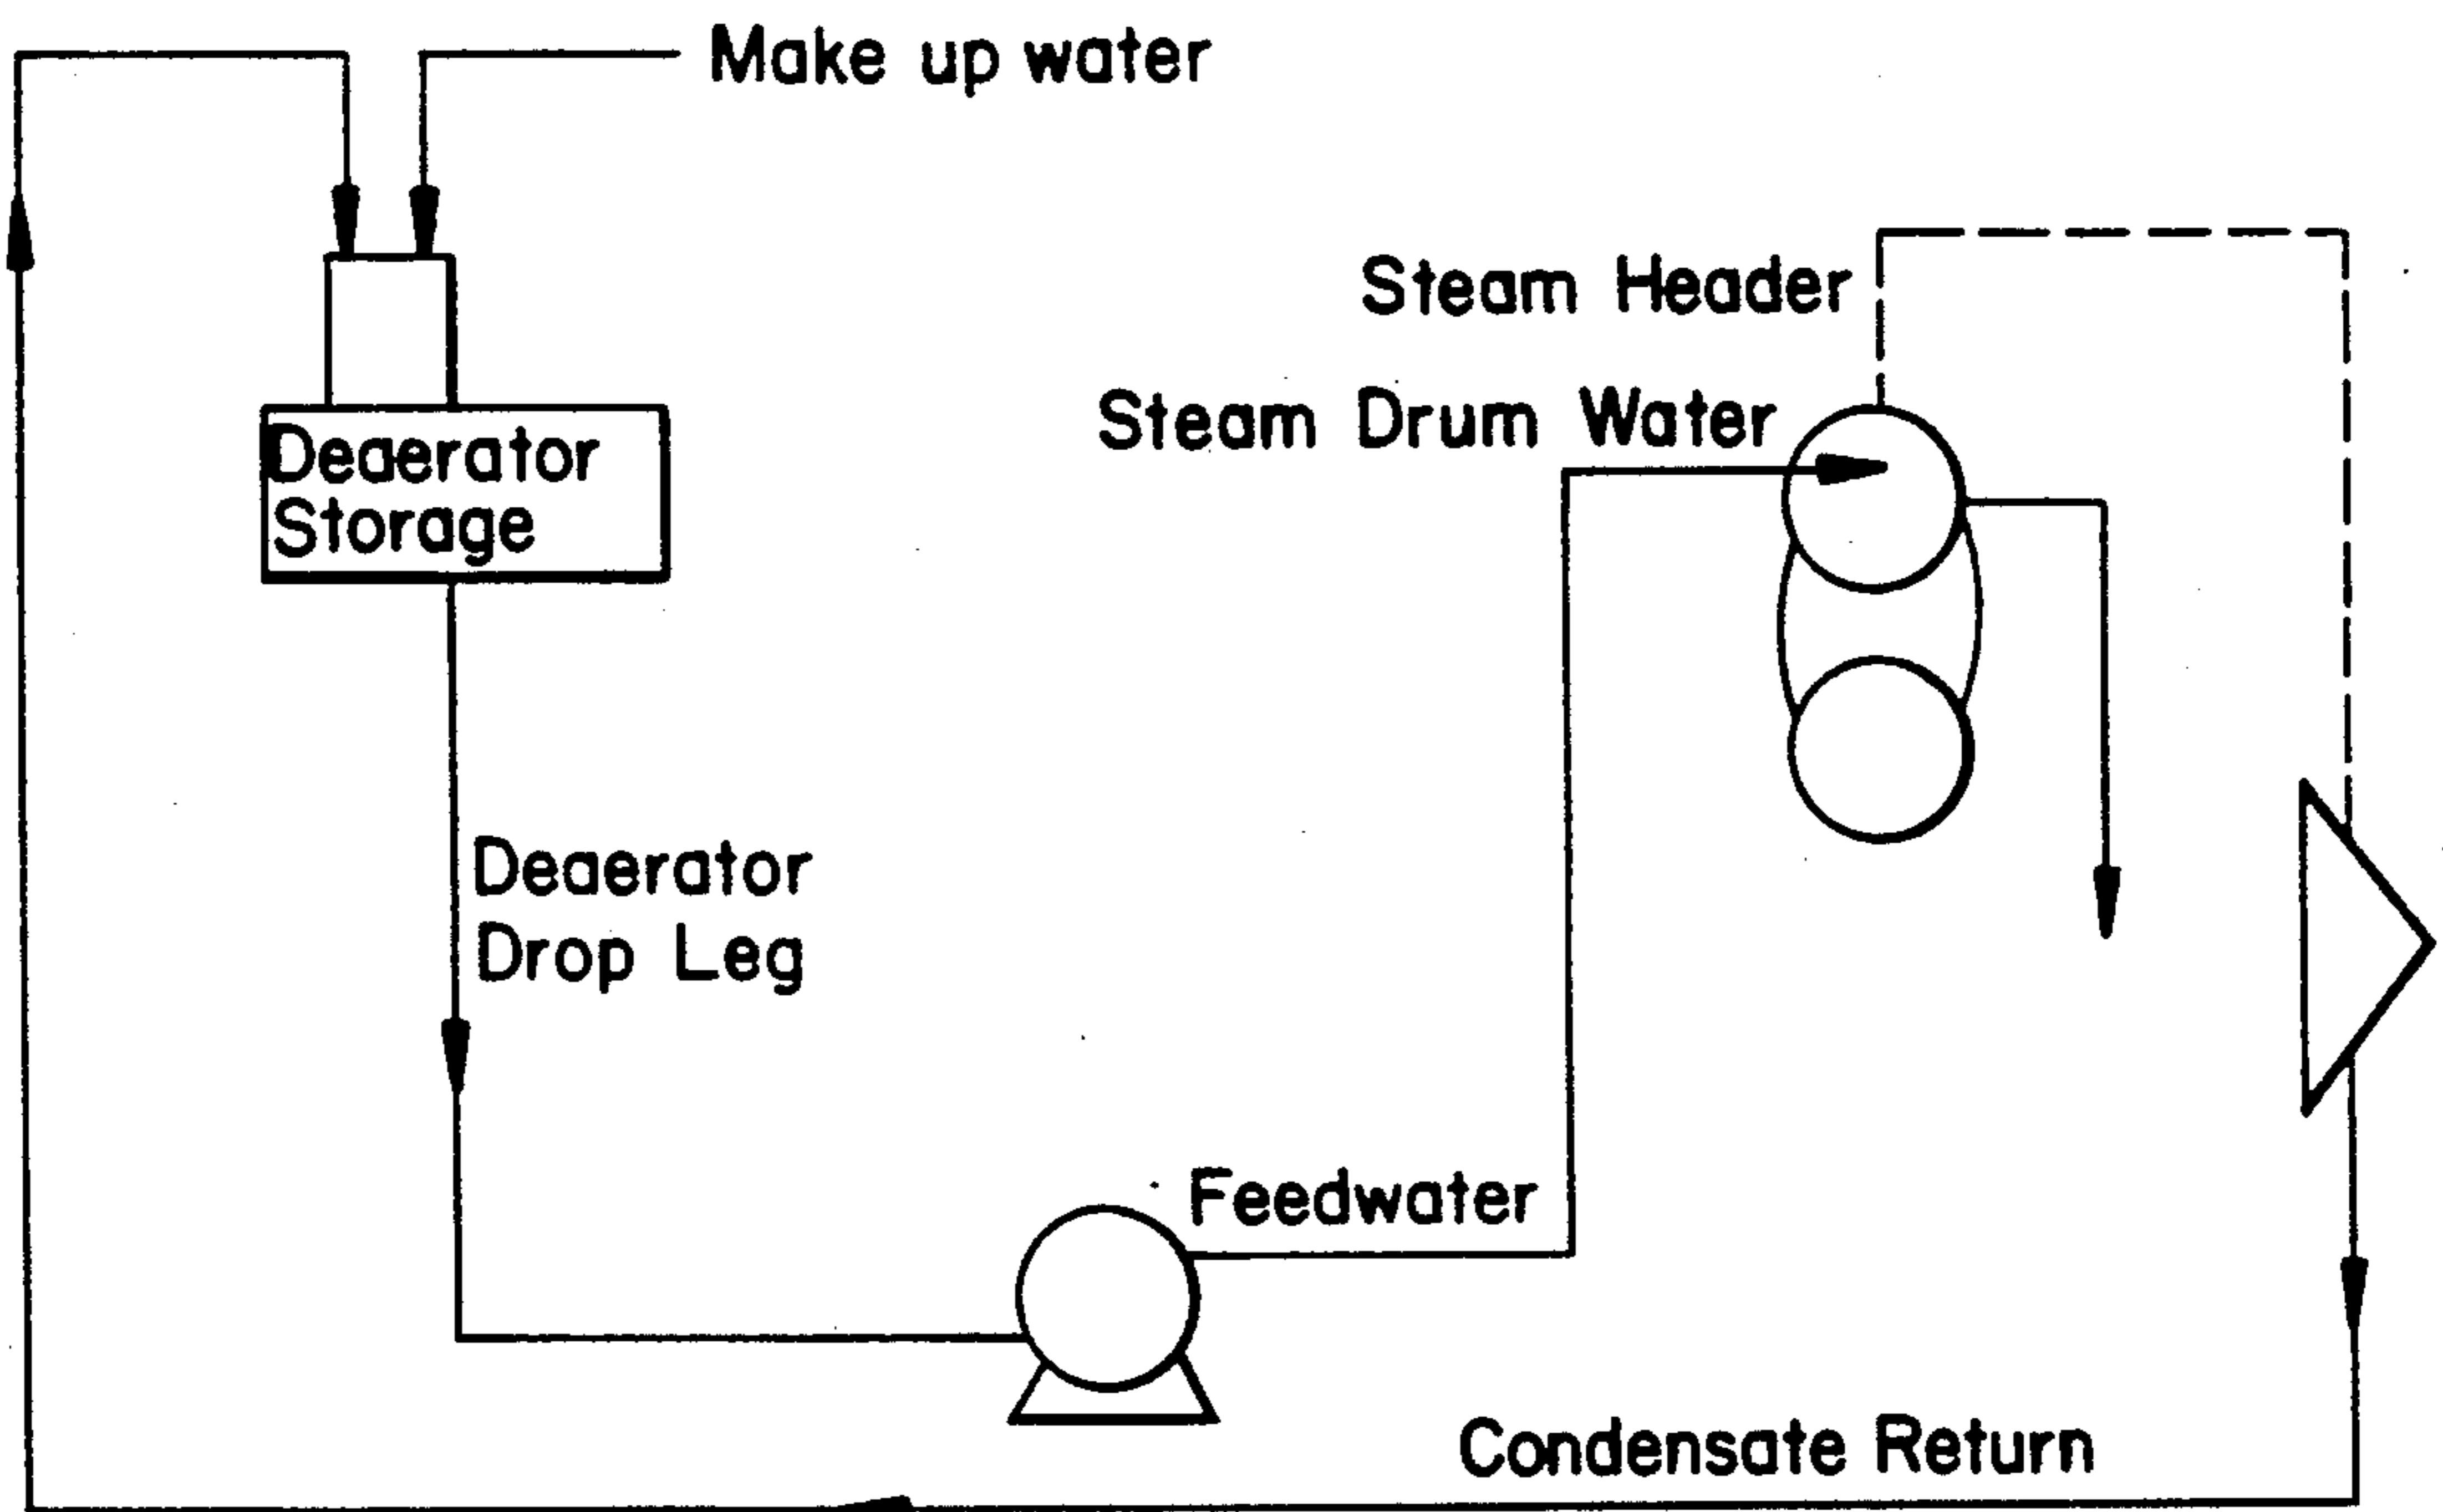 Make up water
Steam Header
Steam Drum Water
Deaerator
Storage
Deaerator
Drop Leg
Feedwater
Condensate Return